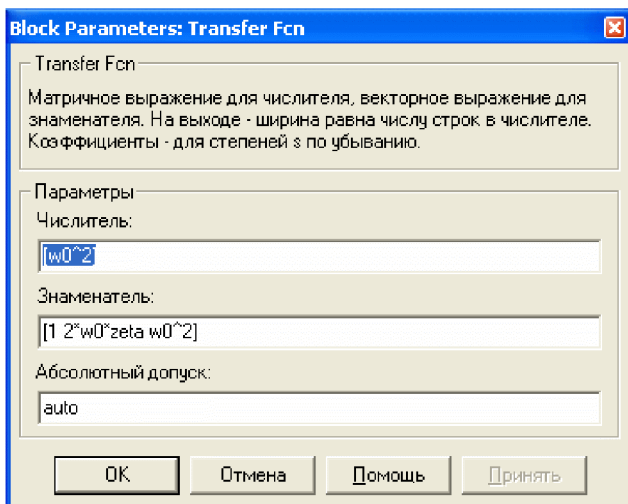 Block Parameters: Transfer Fcn
Transfer Fcn
Матричное выражение для числителя, векторное выражение для
знаменателя. На выходе - ширина равна числу строк в числителе.
Коэффициенты - для степеней s по убыванию.
Параметры
Числитель:
[w0^2]
Знаменатель:
[1 2*w0*zeta w0^2]
Абсолютный допуск:
auto
OK Отмена Помощь Принять